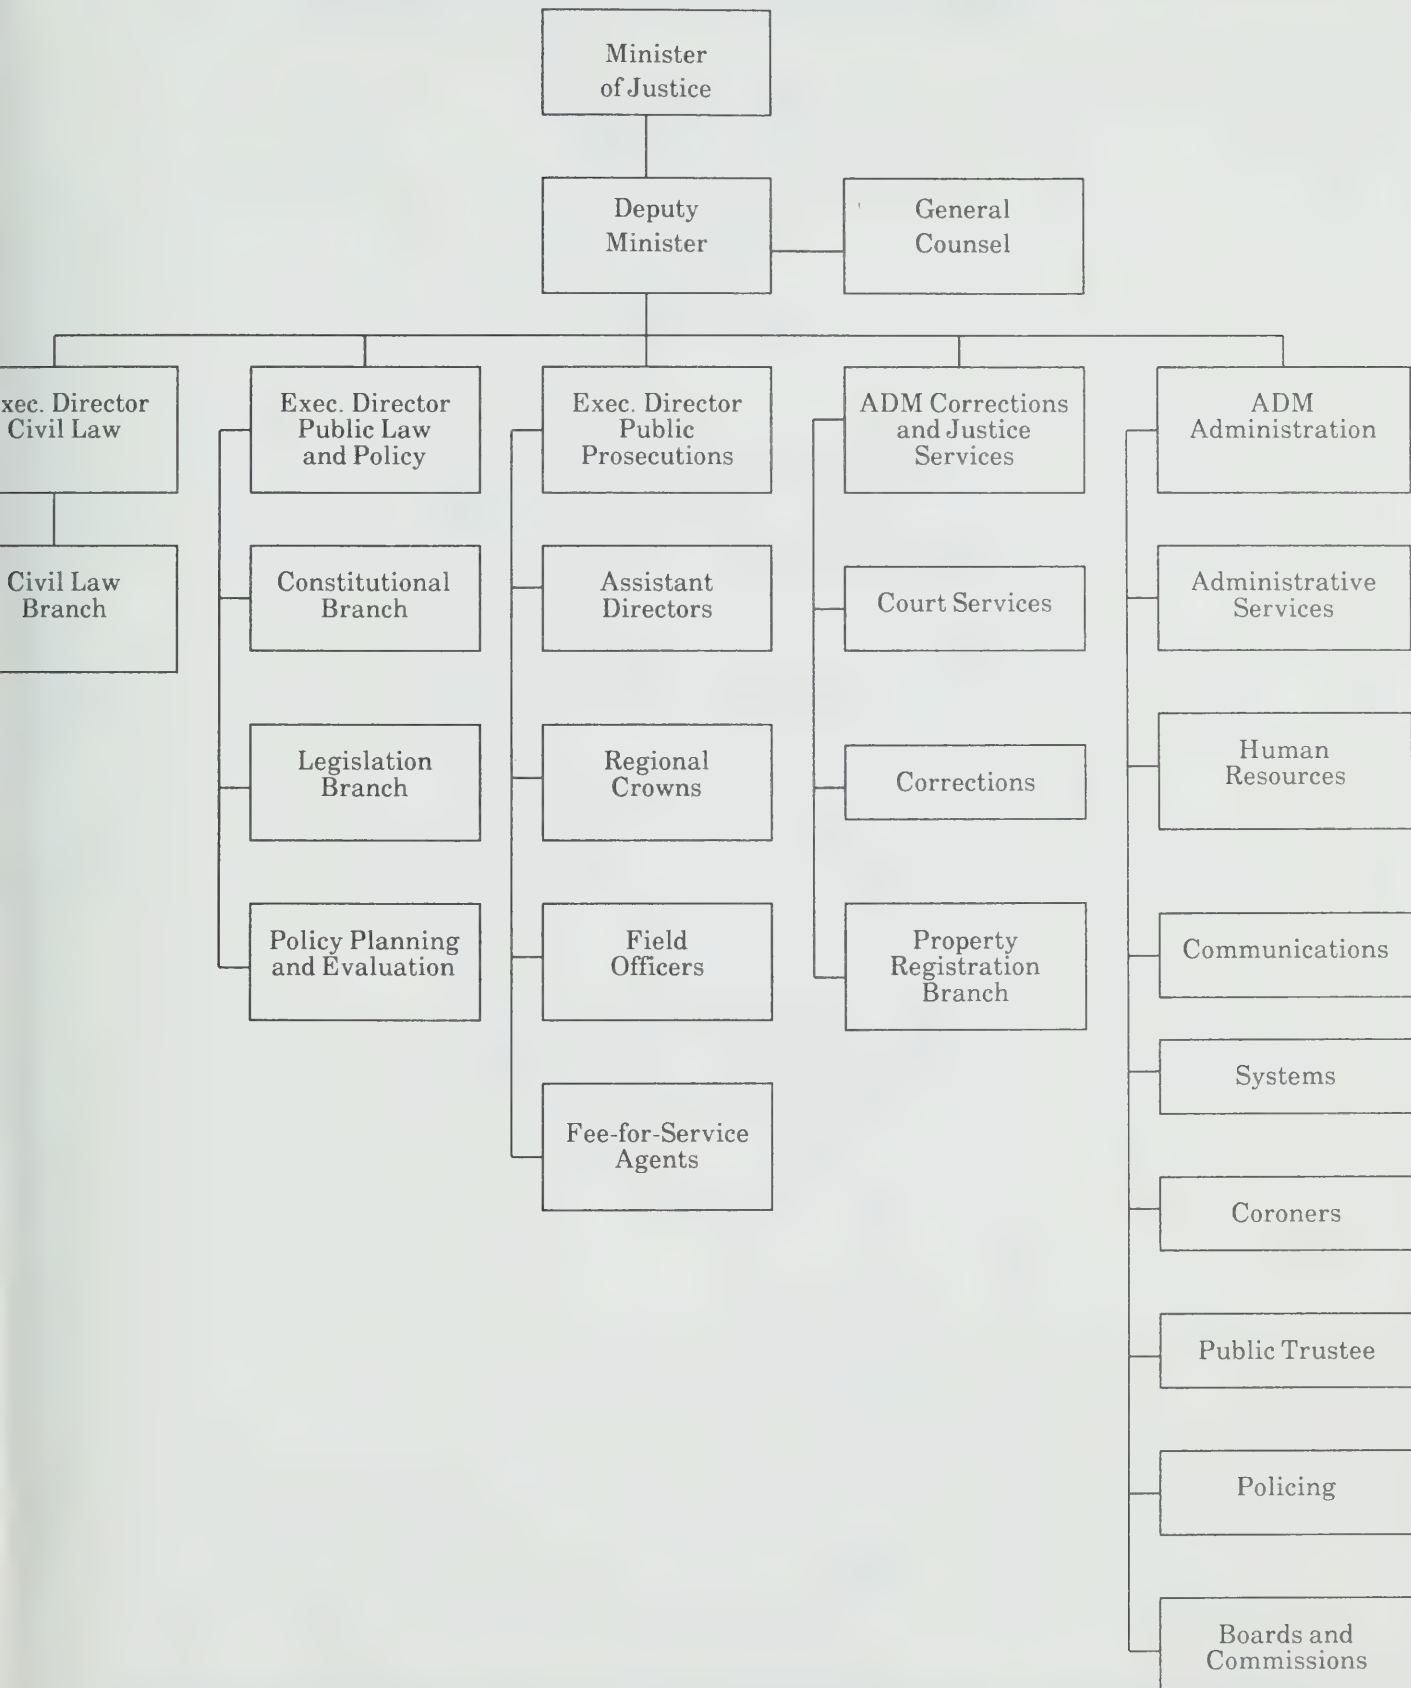 Minister
of Justice
Deputy
Minister
General
Counsel
xec. Director
Civil Law
Exec. Director
Public Law
and Policy
Exec. Director
Public
Prosecutions
ADM Corrections
and Justice
Services
ADM
Administration
Civil Law
Branch
Constitutional
Branch
Assistant
Directors
Court Services
Administrative
Services
Legislation
Branch
Regional
Crowns
Corrections
Human
Resources
Policy Planning
and Evaluation
Field
Officers
Property
Registration
Branch
Communications
Systems
Fee-for-Service
Agents
Coroners
Public Trustee
Policing
Boards and
Commissions